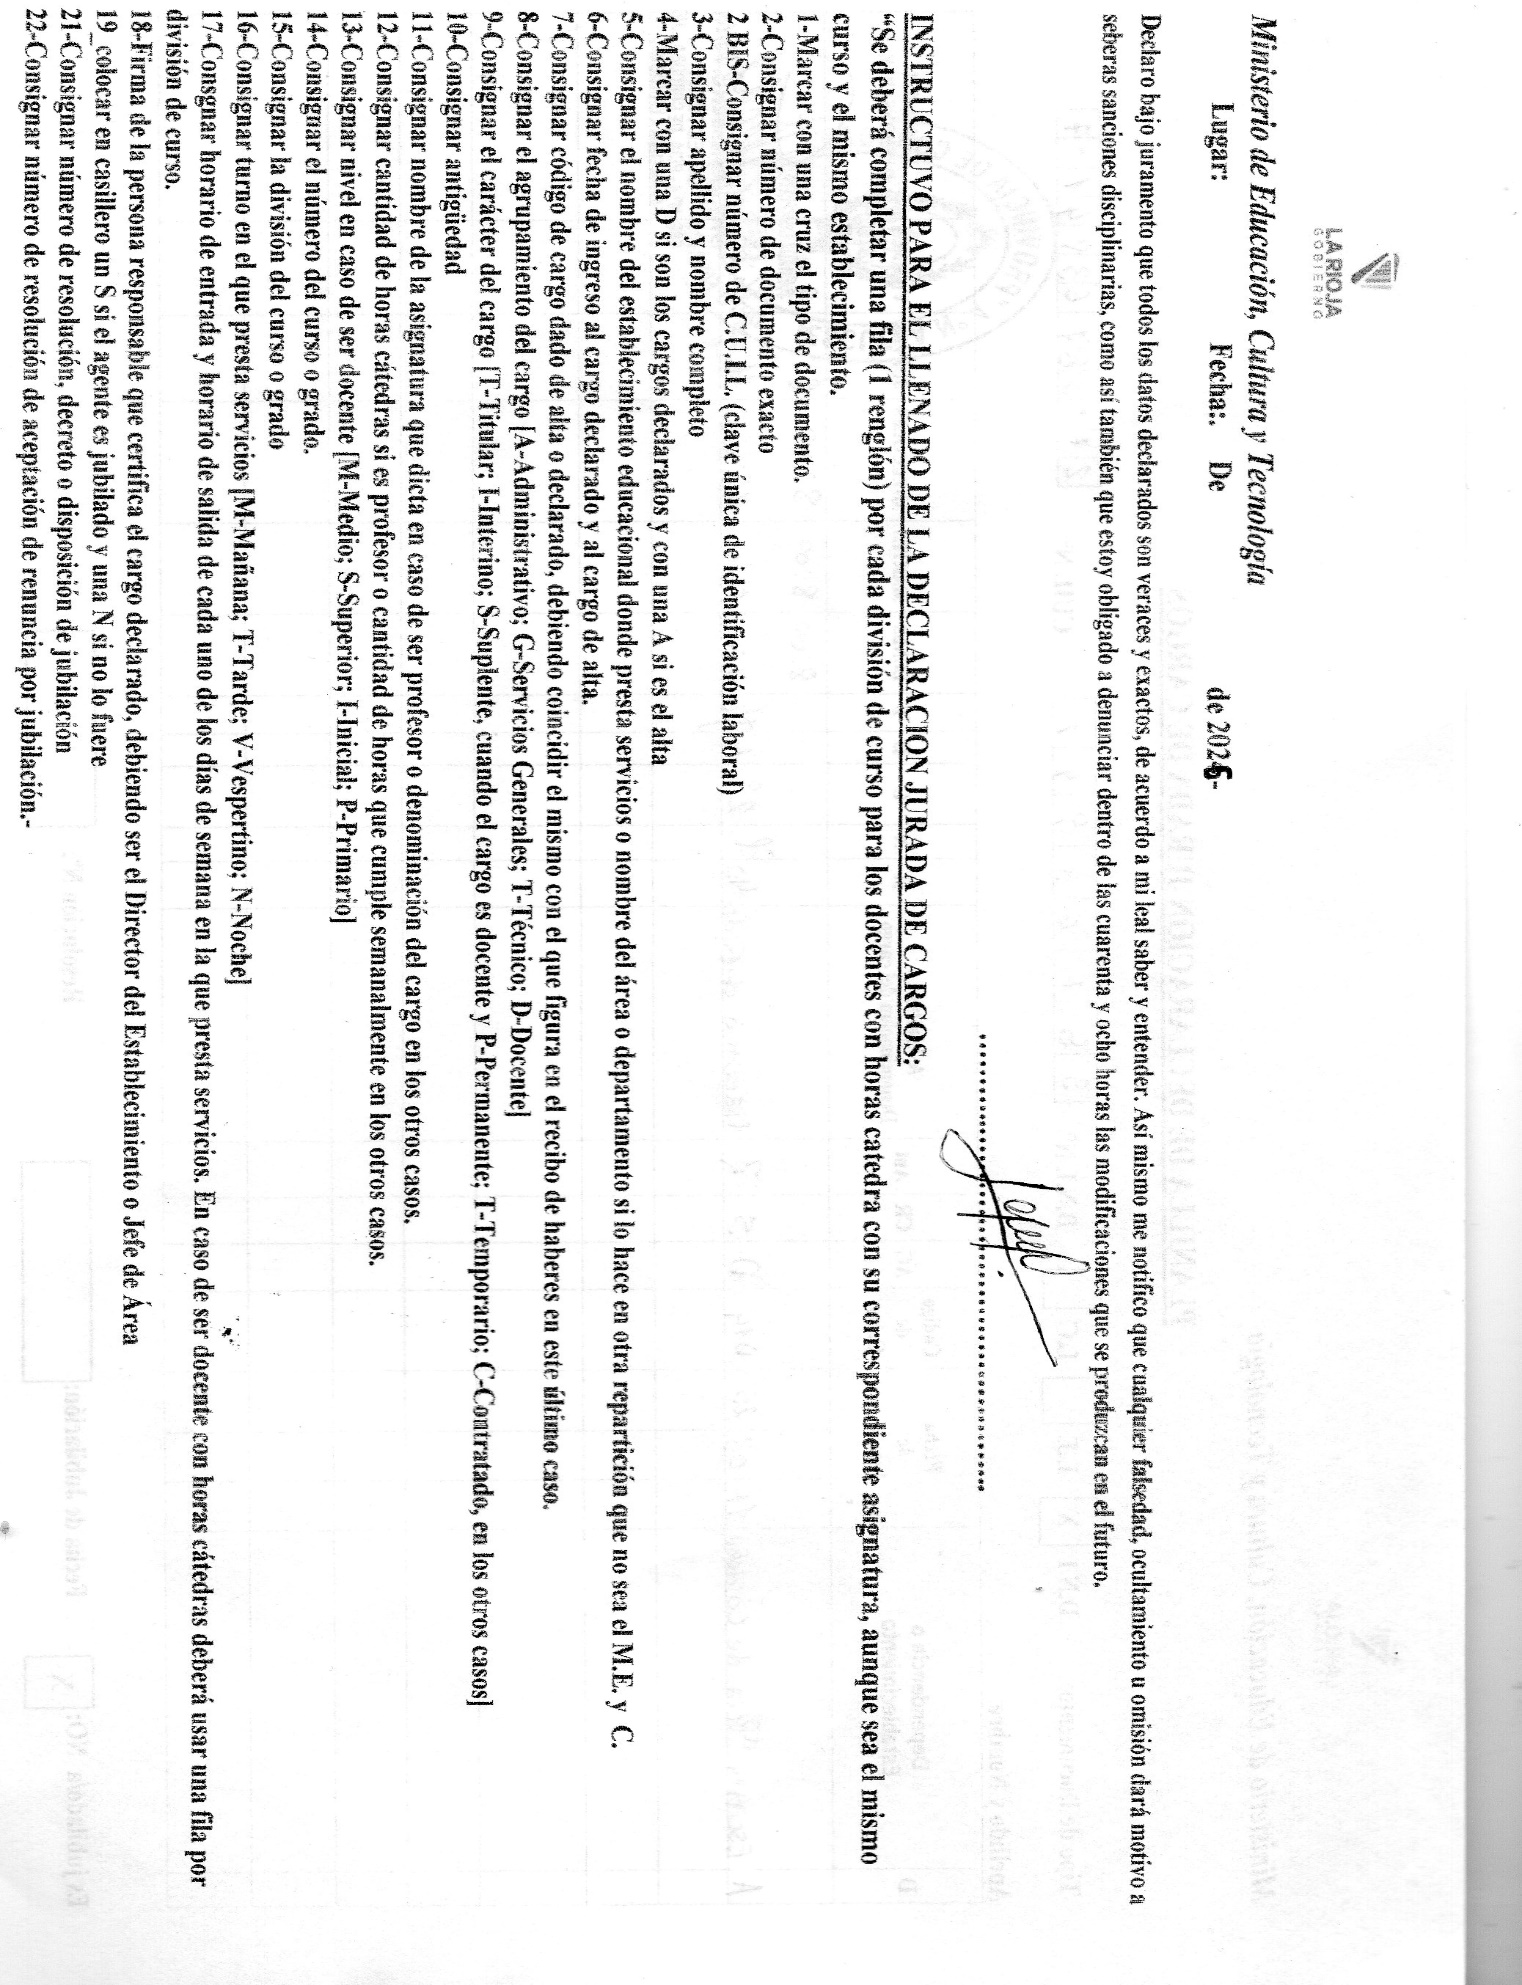 LA RIOJA
GOBIERNO
Ministerio de Educación, Cultura y Tecnología
Lugar: Fecha:. De de 2026-
Declaro bajo juramento que todos los datos declarados son veraces y exactos, de acuerdo a mi leal saber y entender. Así mismo me notifico que cualquier falsedad, ocultamiento u omisión dará motivo a
seberas sanciones disciplinarias, como así también que estoy obligado a denunciar dentro de las cuarenta y ocho horas las modificaciones que se produzcan en el futuro.
INSTRUCTUVO PARA EL LLENADO DE LA DECLARACION JURADA DE CARGOS:
“Se deberá completar una fila (1 renglón) por cada división de curso para los docentes con horas catedra con su correspondiente asignatura, aunque sea el mismo
curso y el mismo establecimiento.
1-Marcar con una cruz el tipo de documento.
2-Consignar número de documento exacto
2 BIS-Consignar número de C.U.I.L. (clave única de identificación laboral)
3-Consignar apellido y nombre completo
4-Marcar con una D si son los cargos declarados y con una A si es el alta
5-Consignar el nombre del establecimiento educacional donde presta servicios o nombre del área o departamento si lo hace en otra repartición que no sea el M.E. y C.
6-Consignar fecha de ingreso al cargo declarado y al cargo de alta.
7-Consignar código de cargo dado de alta o declarado, debiendo coincidir el mismo con el que figura en el recibo de haberes en este último caso.
8-Consignar el agrupamiento del cargo [A-Administrativo; G-Servicios Generales; T-Técnico; D-Docente]
9-Consignar el carácter del cargo [T-Titular; I-Interino; S-Suplente, cuando el cargo es docente y P-Permanente; T-Temporario; C-Contratado, en los otros casos]
10-Consignar antigüedad
11-Consignar nombre de la asignatura que dicta en caso de ser profesor o denominación del cargo en los otros casos.
12-Consignar cantidad de horas cátedras si es profesor o cantidad de horas que cumple semanalmente en los otros casos.
13-Consignar nivel en caso de ser docente [M-Medio; S-Superior; I-Inicial; P-Primario]
14-Consignar el número del curso o grado.
15-Consignar la división del curso o grado
16-Consignar turno en el que presta servicios [M-Mañana; T-Tarde; V-Vespertino; N-Noche]
17-Consgnar horario de entrada y horario de salida de cada uno de los días de semana en la que presta servicios. En caso de ser docente con horas cátedras deberá usar una fila por
división de curso.
18-Firma de la persona responsable que certifica el cargo declarado, debiendo ser el Director del Establecimiento o Jefe de Área
19_colocar en casillero un S si el agente es jubilado y una N si no lo fuere
21-Consignar número de resolución, decreto o disposición de jubilación
22-Consignar número de resolución de aceptación de renuncia por jubilación.-